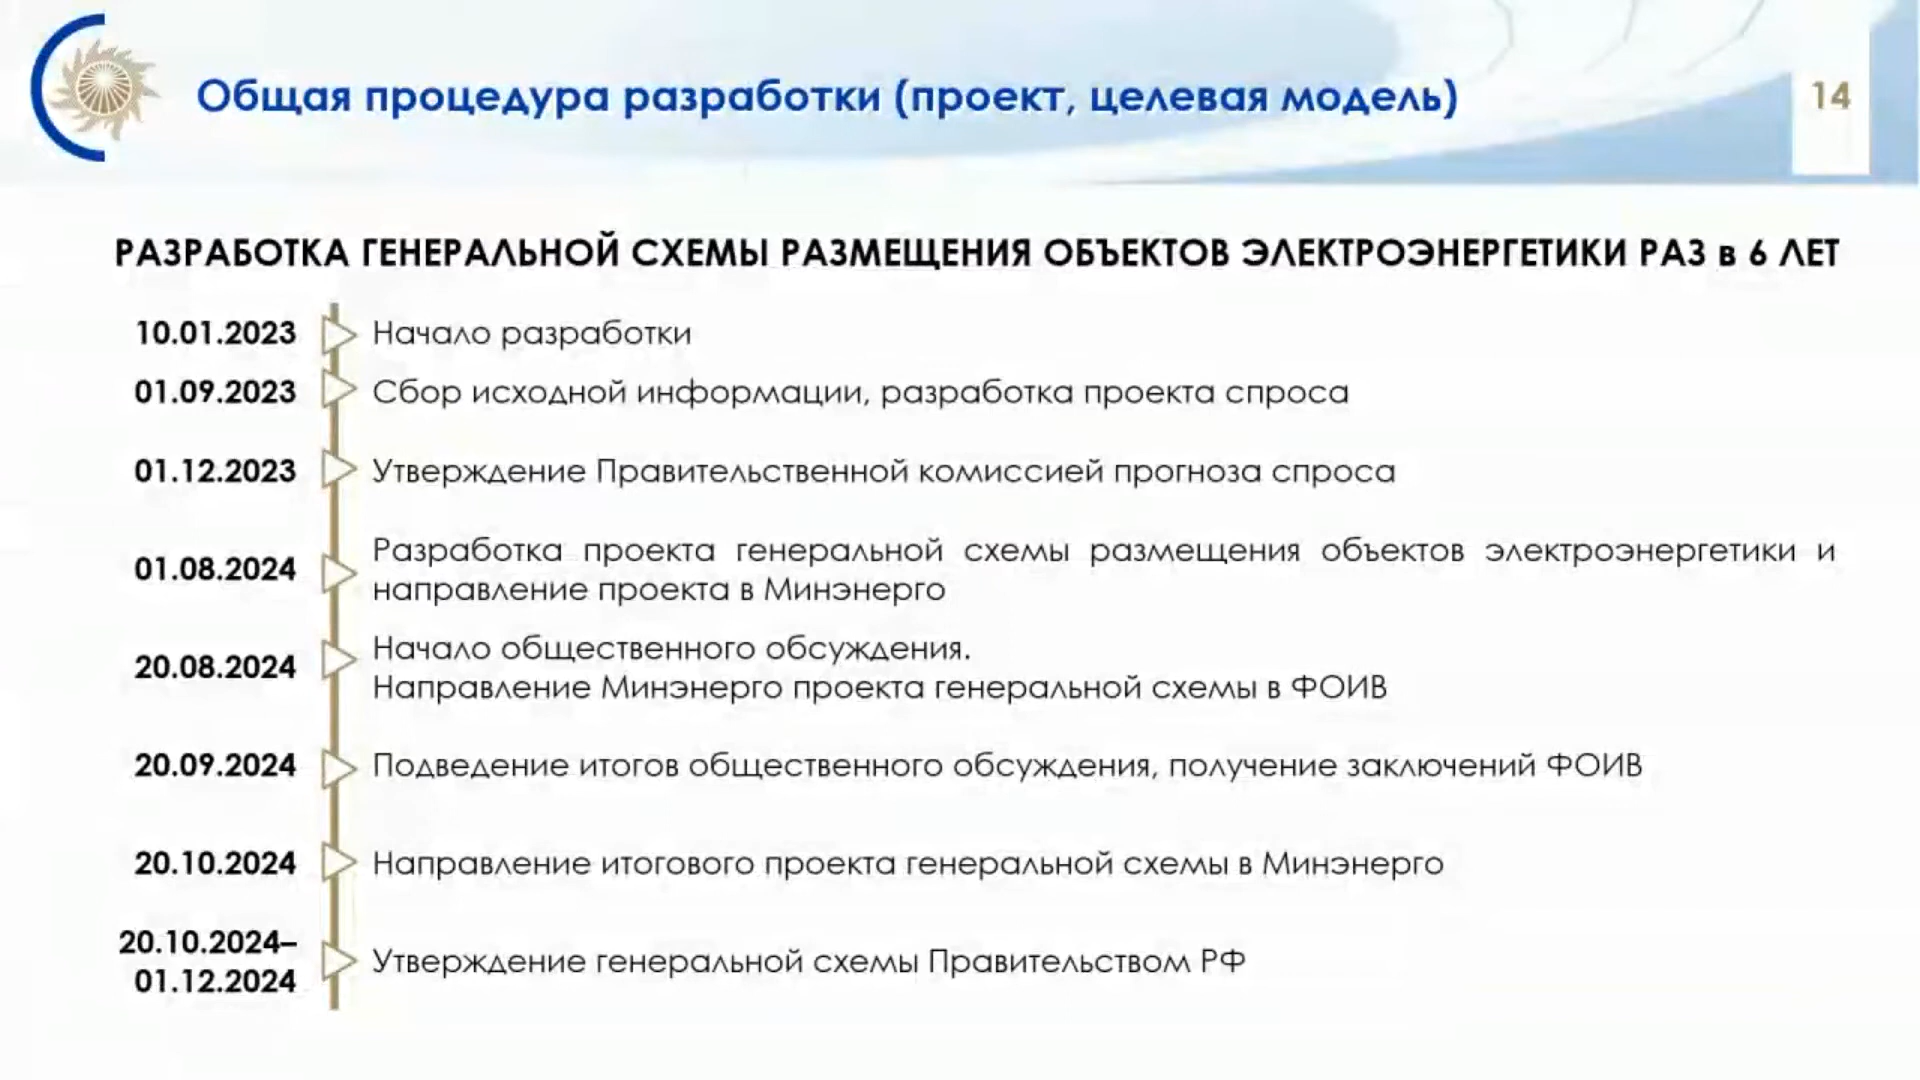 Общая процедура разработки (проект, целевая модель)
14
РАЗРАБОТКА ГЕНЕРАЛЬНОЙ СХЕМЫ РАЗМЕЩЕНИЯ ОБЪЕКТОВ ЭЛЕКТРОЭНЕРГЕТИКИ РАЗ в 6 ЛЕТ
10.01.2023 Начало разработки
01.09.2023 Сбор исходной информации, разработка проекта спроса
01.12.2023 Утверждение Правительственной комиссией прогноза спроса
01.08.2024 Разработка проекта генеральной схемы размещения объектов электроэнергетики и
направление проекта в Минэнерго
20.08.2024 Начало общественного обсуждения.
Направление Минэнерго проекта генеральной схемы в ФОИВ
20.09.2024 Подведение итогов общественного обсуждения, получение заключений ФОИВ
20.10.2024 Направление итогового проекта генеральной схемы в Минэнерго
20.10.2024–
01.12.2024 Утверждение генеральной схемы Правительством РФ